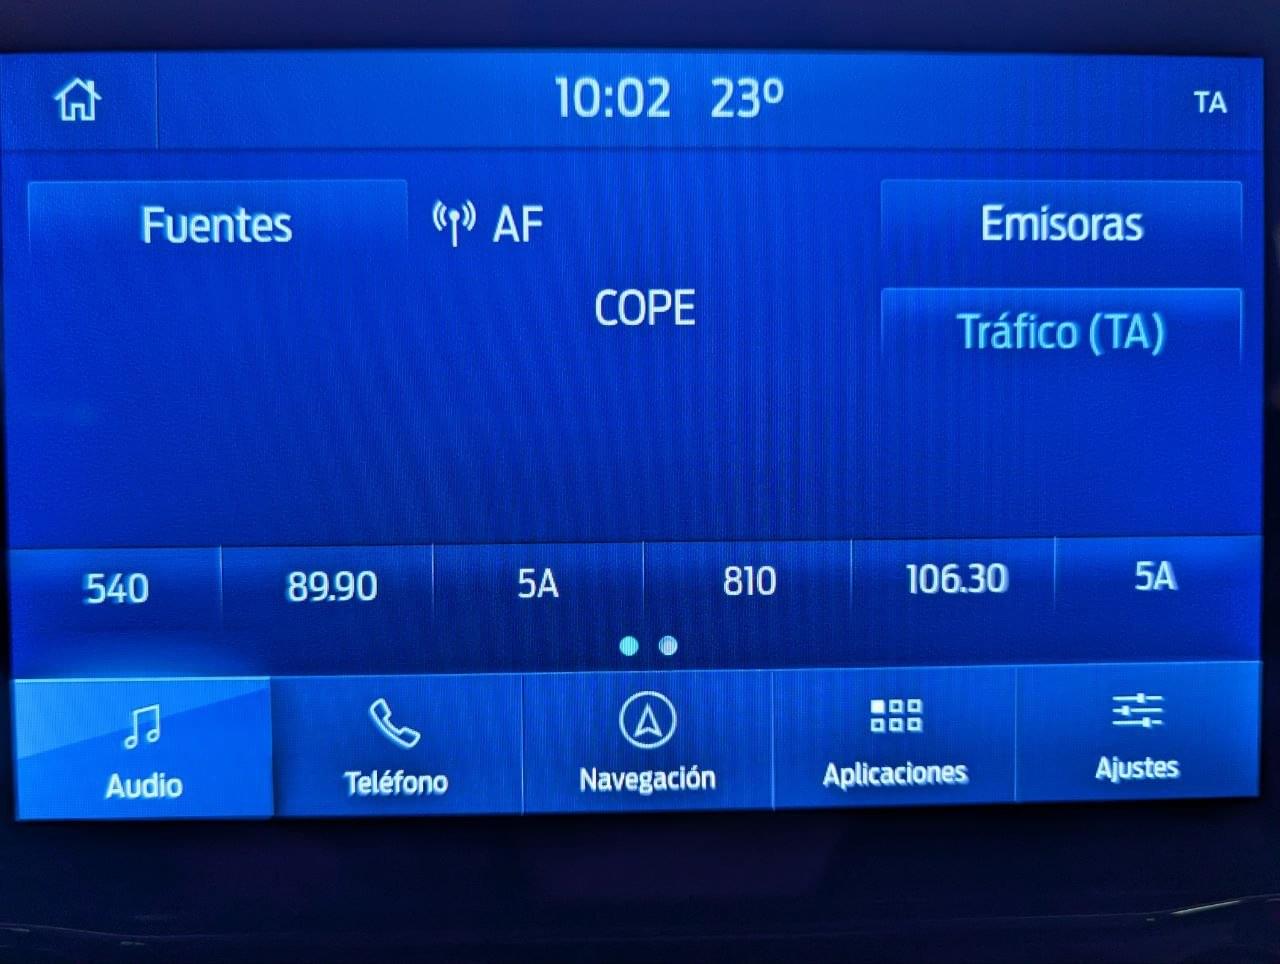 10:02 23º
TA
Fuentes
AF
Emisoras
COPE
Tráfico (TA)
540
89.90
5A
810
106.30
5A
Audio
Teléfono
Navegación
Aplicaciones
Ajustes